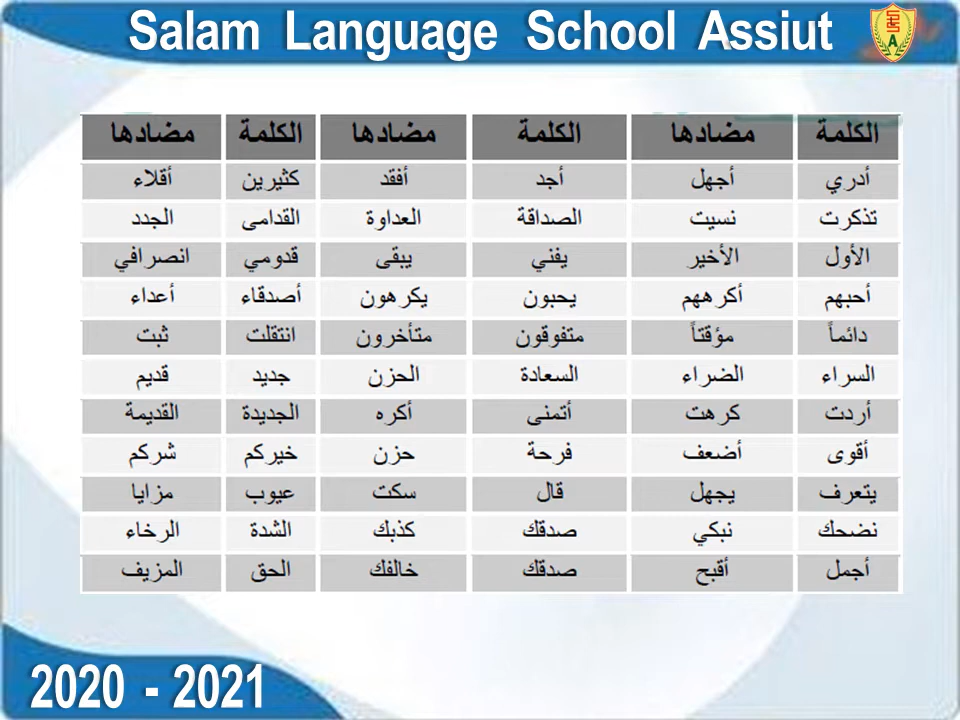 Salam Language School Assiut
الكلمة مضادها الكلمة مضادها الكلمة مضادها
أدري أجهل أجد أفقد كثيرين أقلاء
تذكرت نسيت الصداقة العداوة القدامى الجدد
الأول الأخير يفني يبقى قدومي انصرافي
أحبهم أكرههم يحبون يكرهون أصدقاء أعداء
دائماً مؤقتاً متفوقون متأخرون انتقلت ثبت
السراء الضراء السعادة الحزن جديد قديم
أردت كرهت أتمنى أكره الجديدة القديمة
أقوى أضعف فرحة حزن خيركم شركم
يتعرف يجهل قال سكت عيوب مزايا
نضحك نبكي صدقك كذبك الشدة الرخاء
أجمل أقبح صدقك خالفك الحق المزيف
2020 - 2021